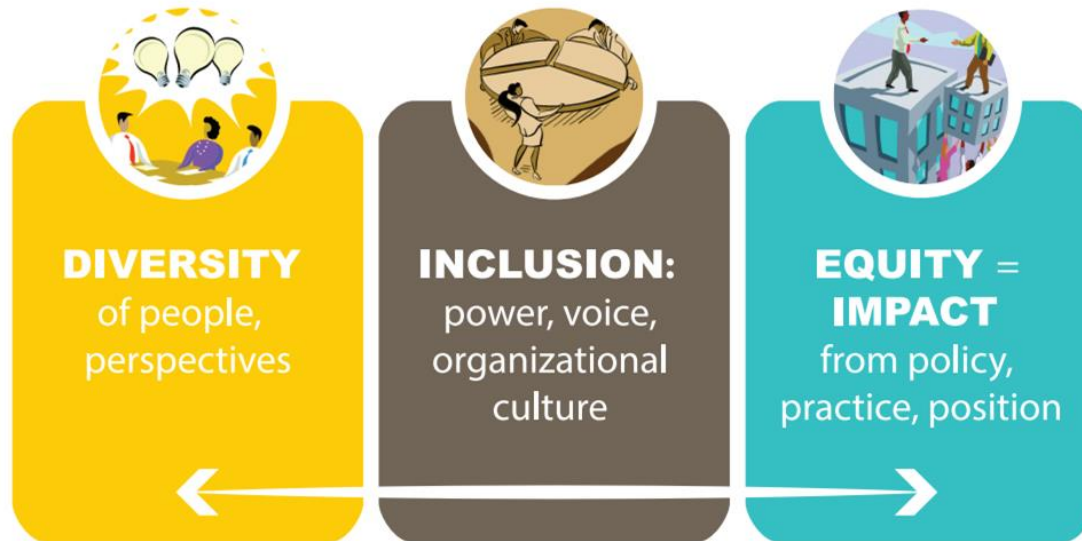 DIVERSITY
of people,
perspectives
INCLUSION:
power, voice,
organizational
culture
EQUITY =
IMPACT
from policy,
practice, position